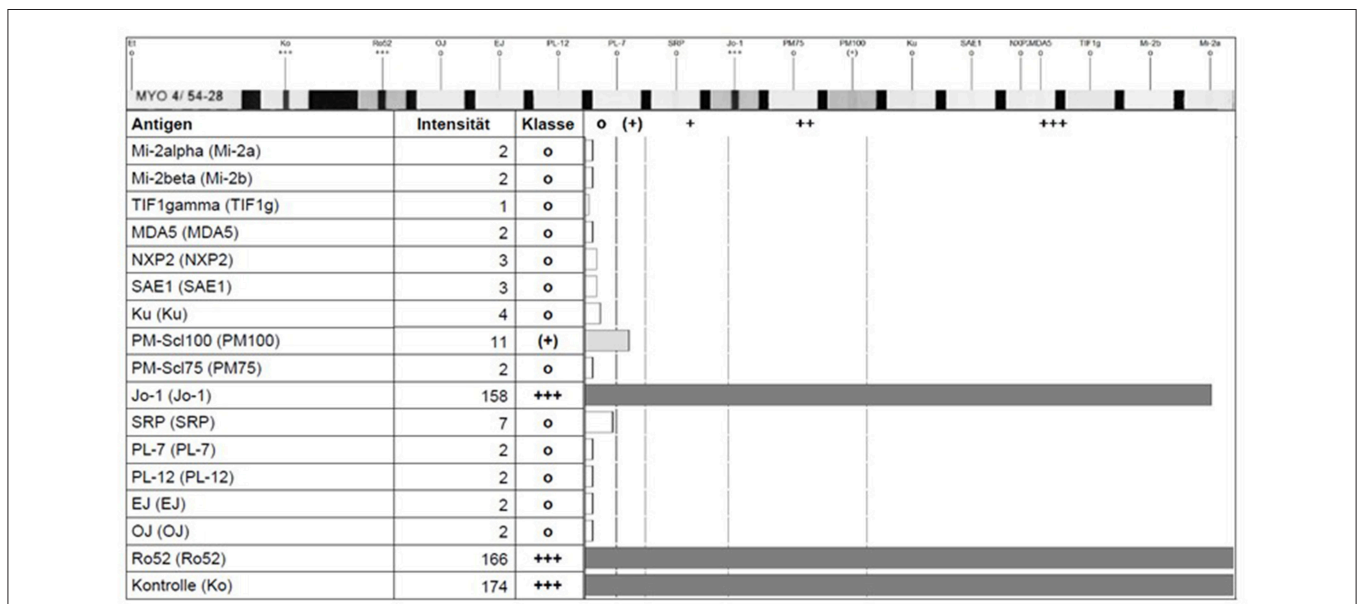 Et Ko Ro52 OJ EJ PL-12 PL-7 SRP Jo-1 PM75 PM100 Ku SAE1 NXP2MDA5 TIF1g Mi-2b Mi-2a
o +++ +++ o o o o o +++ o (+) o o o o o o o
MYO 4/ 54-28
Antigen Intensität Klasse o (+) + ++ +++
Mi-2alpha (Mi-2a) 2 o
Mi-2beta (Mi-2b) 2 o
TIF1gamma (TIF1g) 1 o
MDA5 (MDA5) 2 o
NXP2 (NXP2) 3 o
SAE1 (SAE1) 3 o
Ku (Ku) 4 o
PM-Scl100 (PM100) 11 (+)
PM-Scl75 (PM75) 2 o
Jo-1 (Jo-1) 158 +++
SRP (SRP) 7 o
PL-7 (PL-7) 2 o
PL-12 (PL-12) 2 o
EJ (EJ) 2 o
OJ (OJ) 2 o
Ro52 (Ro52) 166 +++
Kontrolle (Ko) 174 +++